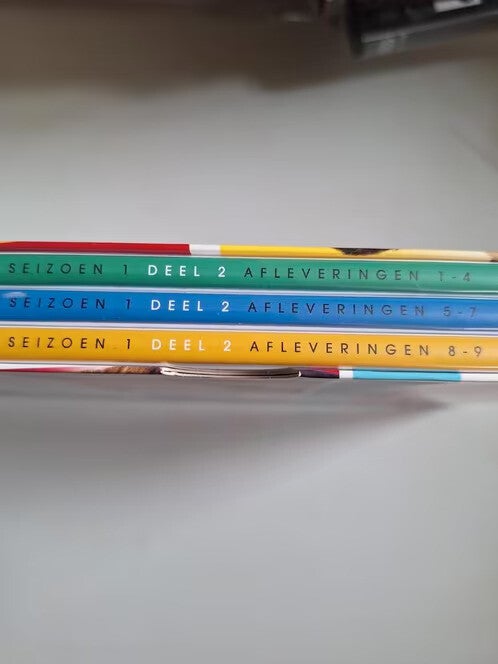 SEIZOEN 1 DEEL 2 AFLEVERINGEN 1-4
SEIZOEN 1 DEEL 2 AFLEVERINGEN 5-7
SEIZOEN 1 DEEL 2 AFLEVERINGEN 8-9